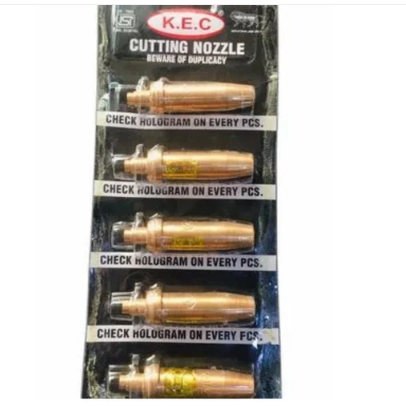 ISI
K.E.C
CUTTING NOZZLE
BEWARE OF DUPLICACY
CHECK HOLOGRAM ON EVERY PCS.
CHECK HOLOGRAM ON EVERY PCS.
CHECK HOLOGRAM ON EVERY PCS.
CHECK HOLOGRAM ON EVERY PCS.